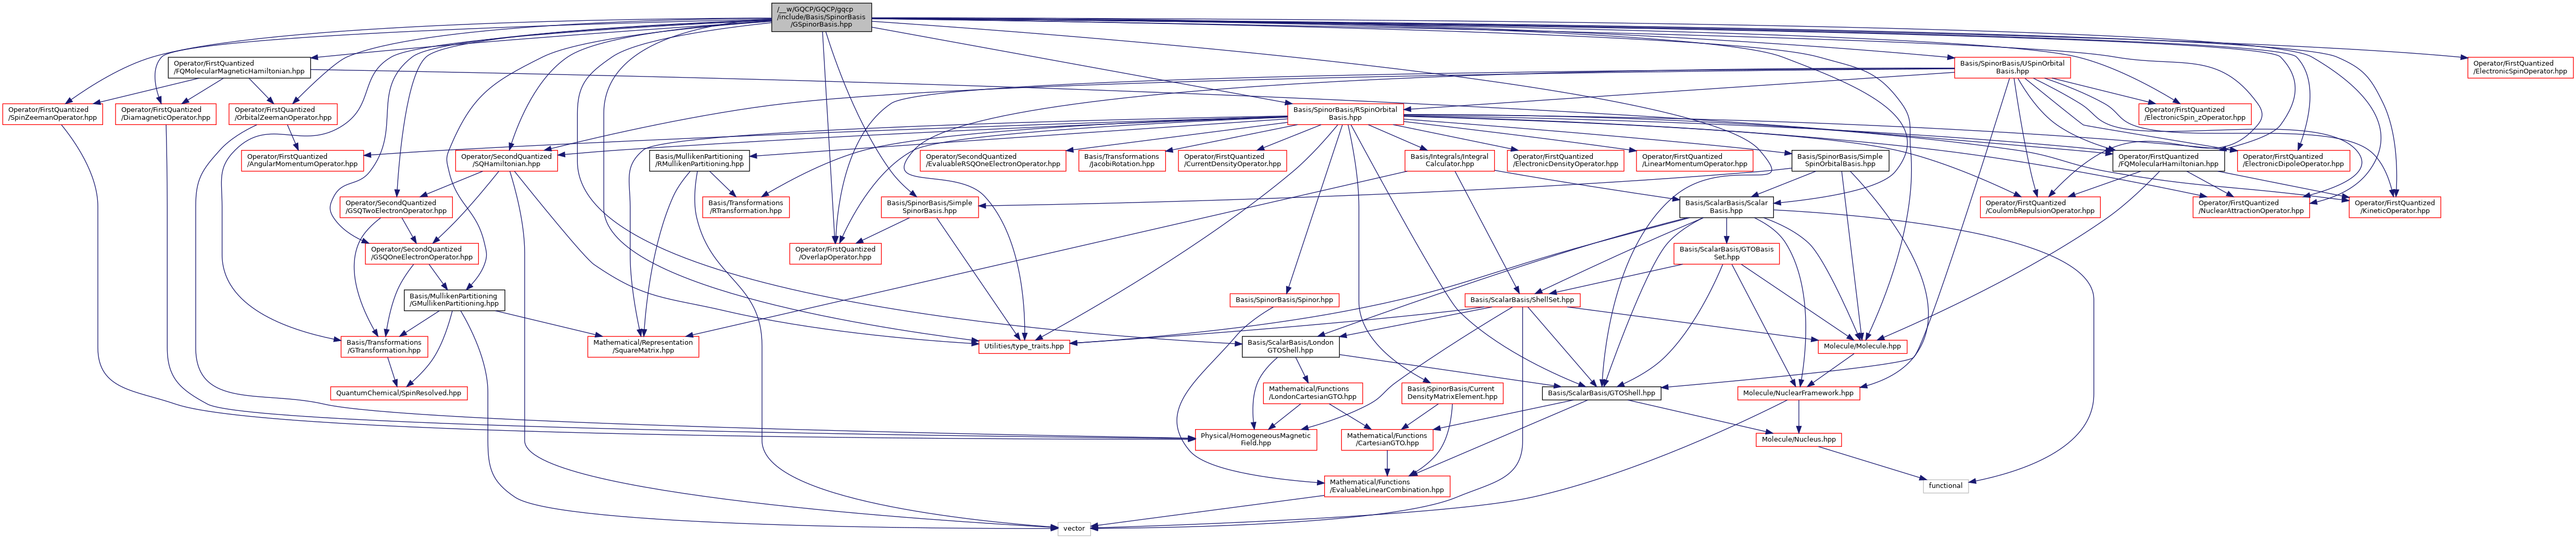 /__w/GQCP/GQCP/gqcp
/include/Basis/SpinorBasis
/GSpinorBasis.hpp
Operator/FirstQuantized
/FQMolecularMagneticHamiltonian.hpp
Basis/SpinorBasis/USpinOrbital
Basis.hpp
Operator/FirstQuantized
/ElectronicSpinOperator.hpp
Operator/FirstQuantized
/SpinZeemanOperator.hpp
Operator/FirstQuantized
/DiamagneticOperator.hpp
Operator/FirstQuantized
/OrbitalZeemanOperator.hpp
Basis/SpinorBasis/RSpinOrbital
Basis.hpp
Operator/FirstQuantized
/ElectronicSpin_zOperator.hpp
Operator/FirstQuantized
/AngularMomentumOperator.hpp
Operator/SecondQuantized
/SQHamiltonian.hpp
Basis/MullikenPartitioning
/RMullikenPartitioning.hpp
Operator/SecondQuantized
/EvaluableRSQOneElectronOperator.hpp
Basis/Transformations
/JacobiRotation.hpp
Operator/FirstQuantized
/CurrentDensityOperator.hpp
Basis/Integrals/Integral
Calculator.hpp
Operator/FirstQuantized
/ElectronicDensityOperator.hpp
Operator/FirstQuantized
/LinearMomentumOperator.hpp
Basis/SpinorBasis/Simple
SpinOrbitalBasis.hpp
Operator/FirstQuantized
/FQMolecularHamiltonian.hpp
Operator/FirstQuantized
/ElectronicDipoleOperator.hpp
Operator/SecondQuantized
/GSQTwoElectronOperator.hpp
Basis/Transformations
/RTransformation.hpp
Basis/SpinorBasis/Simple
SpinorBasis.hpp
Basis/ScalarBasis/Scalar
Basis.hpp
Operator/FirstQuantized
/CoulombRepulsionOperator.hpp
Operator/FirstQuantized
/NuclearAttractionOperator.hpp
Operator/FirstQuantized
/KineticOperator.hpp
Operator/SecondQuantized
/GSQOneElectronOperator.hpp
Operator/FirstQuantized
/OverlapOperator.hpp
Basis/ScalarBasis/GTOBasis
Set.hpp
Basis/MullikenPartitioning
/GMullikenPartitioning.hpp
Basis/SpinorBasis/Spinor.hpp
Basis/ScalarBasis/ShellSet.hpp
Basis/Transformations
/GTransformation.hpp
Mathematical/Representation
/SquareMatrix.hpp
Utilities/type_traits.hpp
Basis/ScalarBasis/London
GTOShell.hpp
Molecule/Molecule.hpp
QuantumChemical/SpinResolved.hpp
Mathematical/Functions
/LondonCartesianGTO.hpp
Basis/SpinorBasis/Current
DensityMatrixElement.hpp
Basis/ScalarBasis/GTOShell.hpp
Molecule/NuclearFramework.hpp
Physical/HomogeneousMagnetic
Field.hpp
Mathematical/Functions
/CartesianGTO.hpp
Molecule/Nucleus.hpp
Mathematical/Functions
/EvaluableLinearCombination.hpp
functional
vector